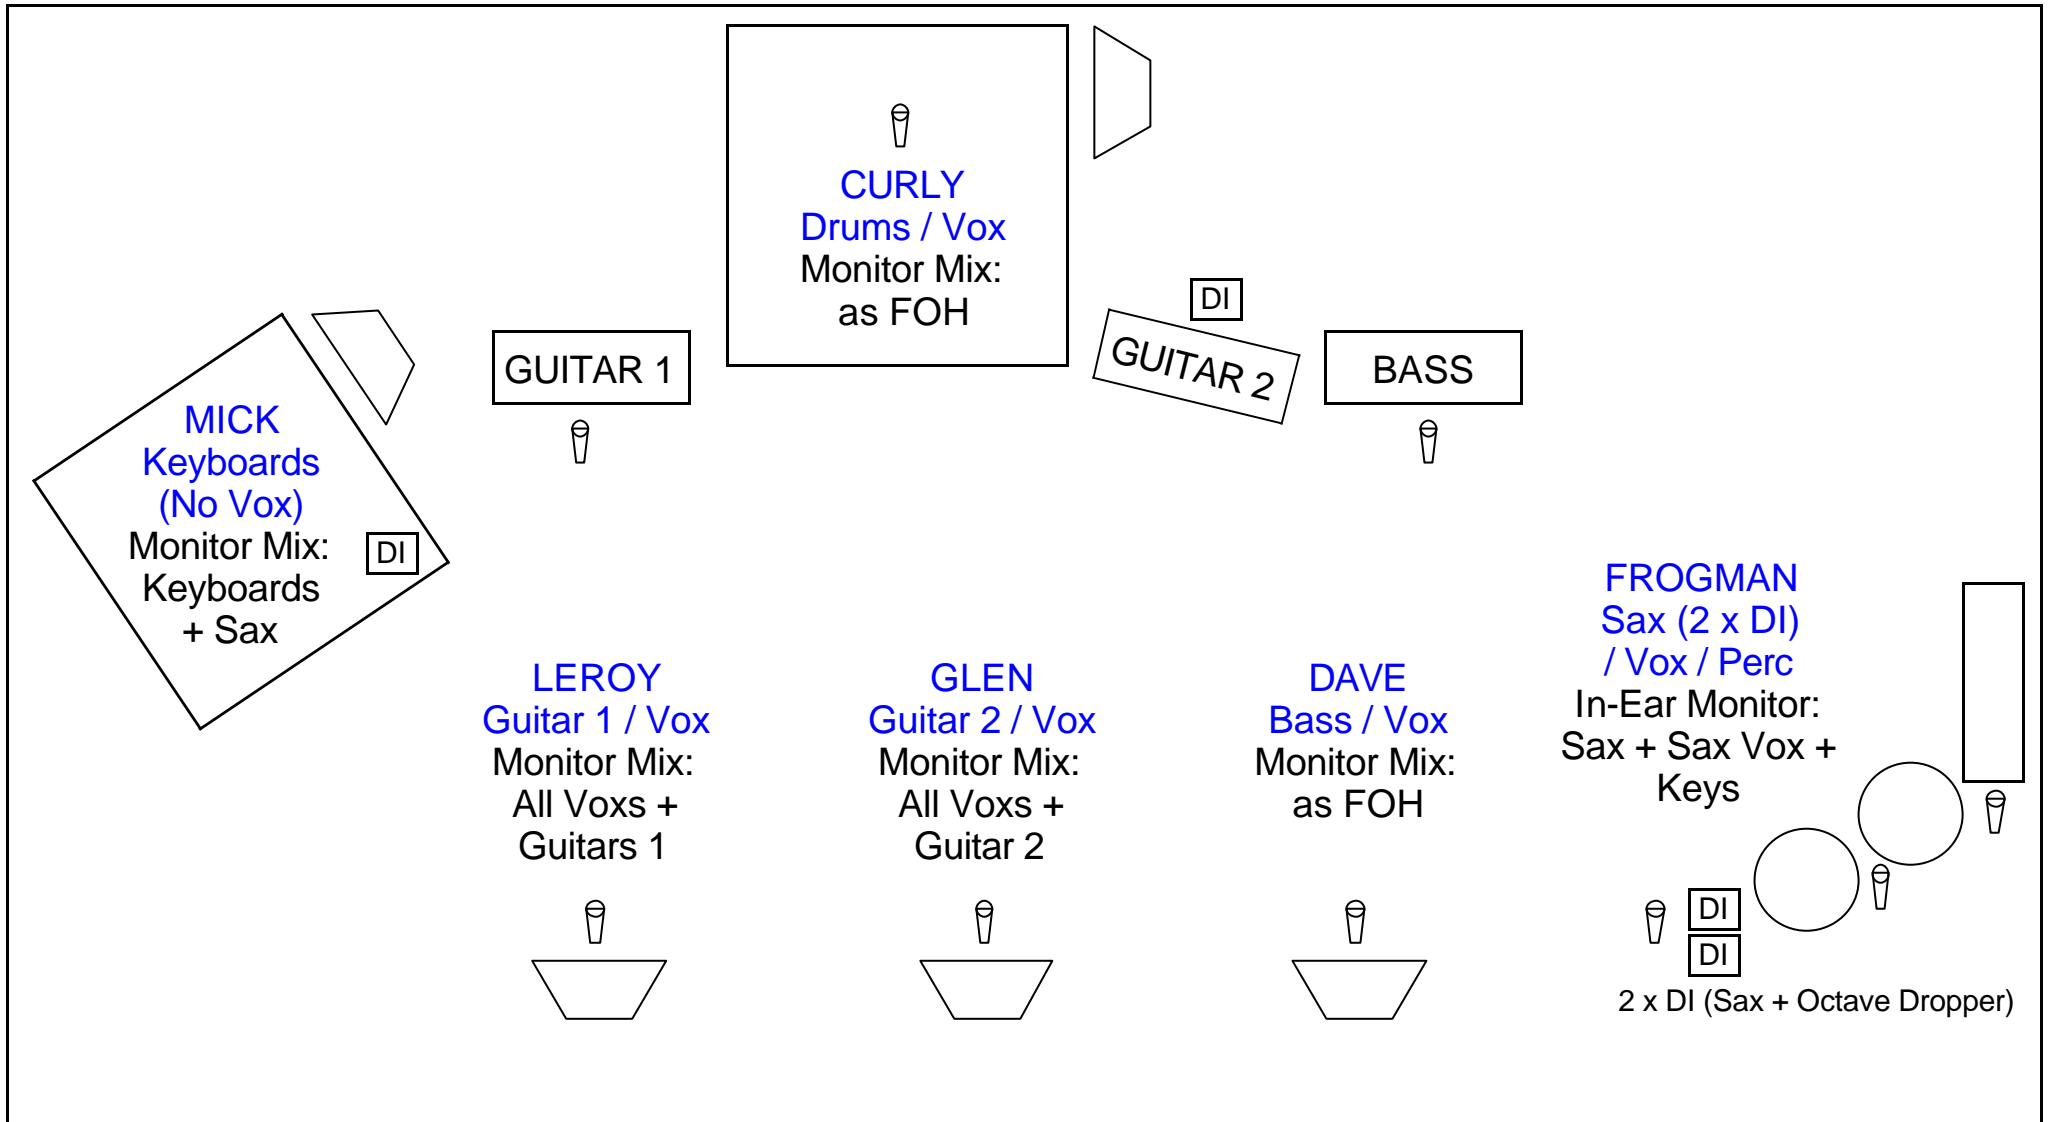 CURLY
Drums / Vox
Monitor Mix:
as FOH
DI
GUITAR 1
GUITAR 2
BASS
MICK
Keyboards
(No Vox)
Monitor Mix:
Keyboards
+ Sax
DI
LEROY
Guitar 1 / Vox
Monitor Mix:
All Voxs +
Guitars 1
GLEN
Guitar 2 / Vox
Monitor Mix:
All Voxs +
Guitar 2
DAVE
Bass / Vox
Monitor Mix:
as FOH
FROGMAN
Sax (2 x DI)
/ Vox / Perc
In-Ear Monitor:
Sax + Sax Vox +
Keys
DI
DI
2 x DI (Sax + Octave Dropper)